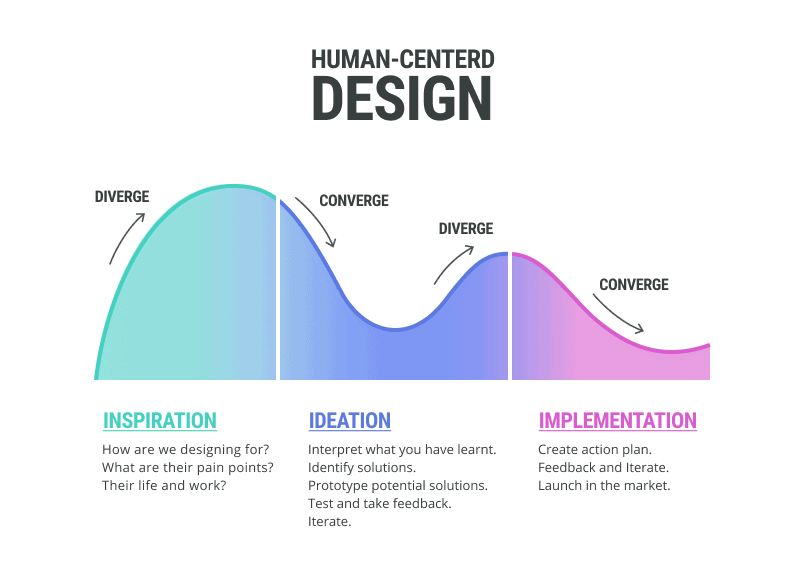 HUMAN-CENTERD
DESIGN
DIVERGE
CONVERGE
DIVERGE
CONVERGE
INSPIRATION
How are we designing for?
What are their pain points?
Their life and work?
IDEATION
Interpret what you have learnt.
Identify solutions.
Prototype potential solutions.
Test and take feedback.
Iterate.
IMPLEMENTATION
Create action plan.
Feedback and Iterate.
Launch in the market.